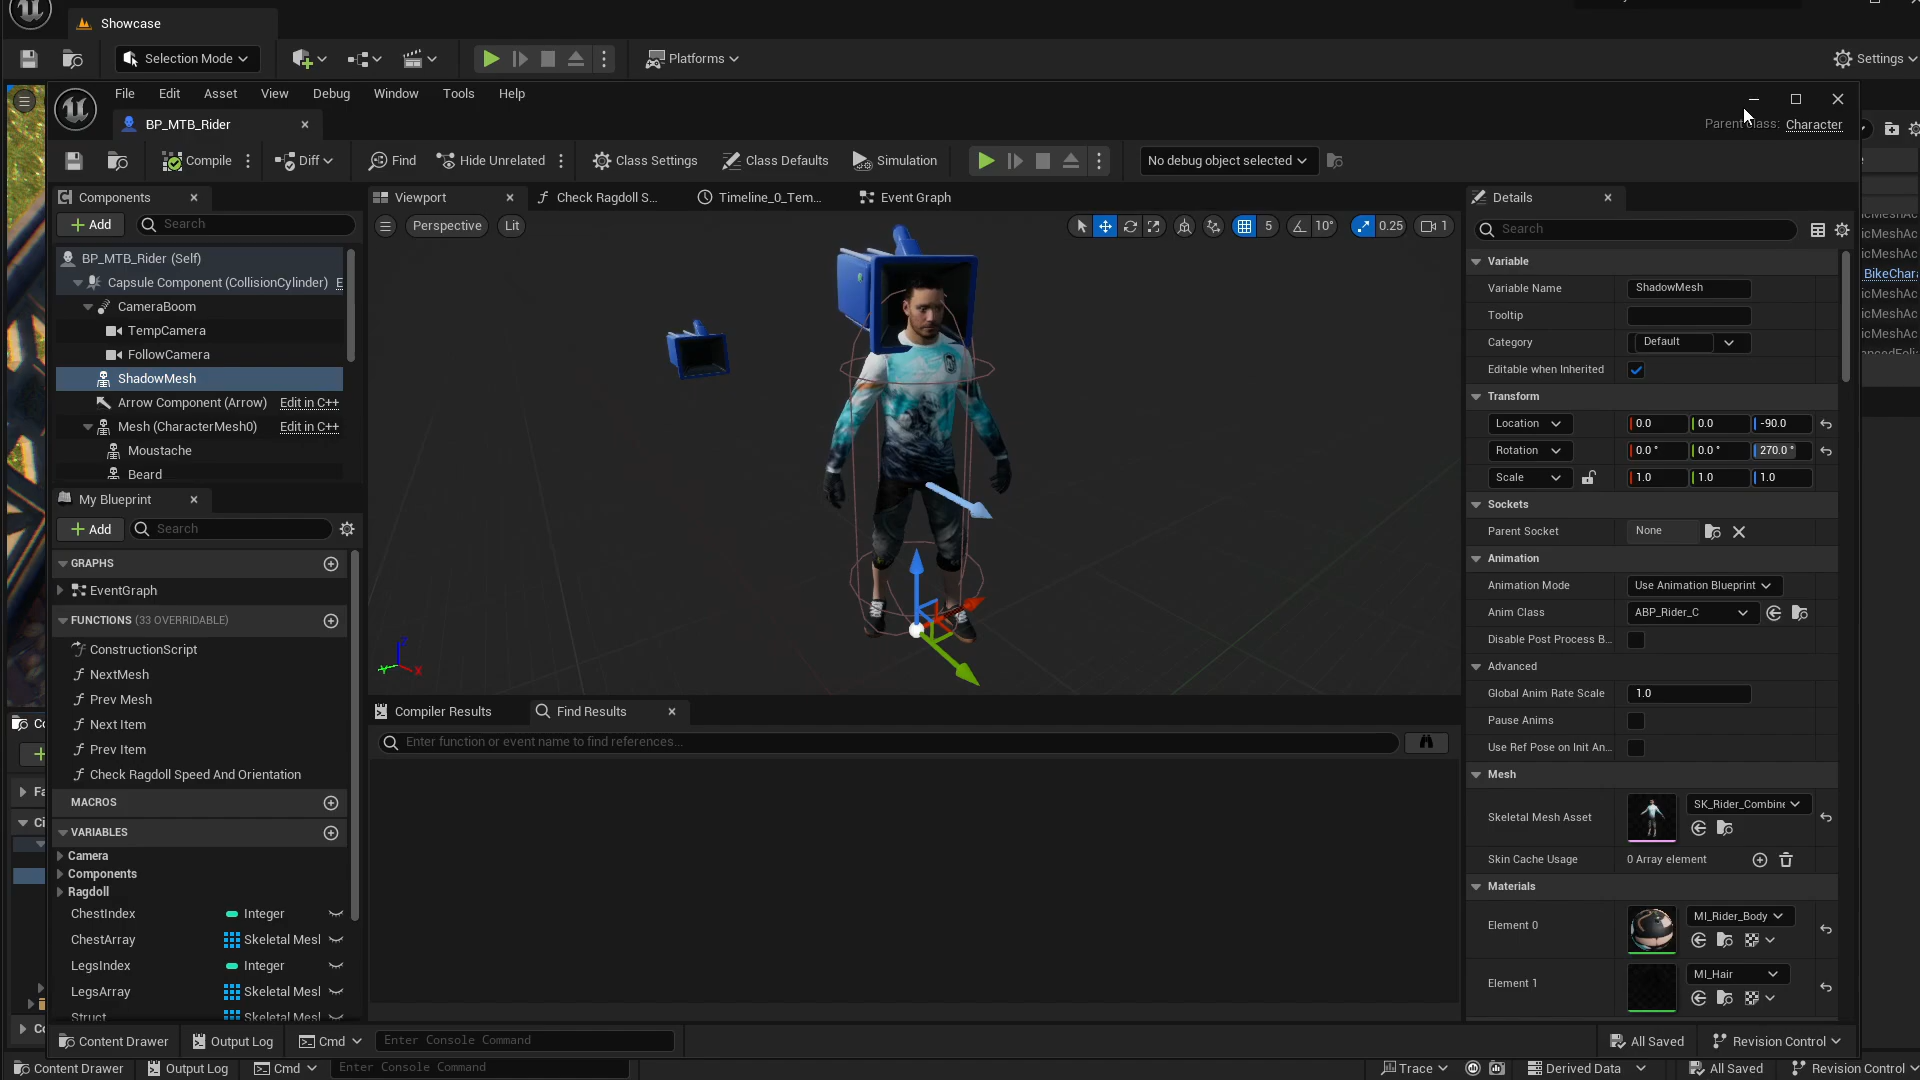 Showcase
Selection Mode
Platforms
Settings
File Edit Asset View Debug Window Tools Help
BP_MTB_Rider
Parent class: Character
Compile Diff Find Hide Unrelated Class Settings Class Defaults Simulation No debug object selected
Components
Viewport
Check Ragdoll S...
Timeline_0_Tem...
Event Graph
Details
Add
Search
Perspective
Lit
5
10°
0.25
1
Search
BP_MTB_Rider (Self)
Capsule Component (CollisionCylinder) E
CameraBoom
TempCamera
FollowCamera
ShadowMesh
Arrow Component (Arrow) Edit in C++
Mesh (CharacterMesh0) Edit in C++
Moustache
Beard
My Blueprint
Add
Search
GRAPHS
EventGraph
FUNCTIONS (33 OVERRIDABLE)
ConstructionScript
NextMesh
Prev Mesh
Next Item
Prev Item
Check Ragdoll Speed And Orientation
MACROS
VARIABLES
Camera
Components
Ragdoll
ChestIndex Integer
ChestArray Skeletal Mesl
LegsIndex Integer
LegsArray Skeletal Mesl
Struct Skeletal Mesl
Z
Y
X
Compiler Results
Find Results
Enter function or event name to find references...
Variable
Variable Name ShadowMesh
Tooltip
Category Default
Editable when Inherited
Transform
Location 0.0 0.0 -90.0
Rotation 0.0 ° 0.0 ° 270.0 °
Scale 1.0 1.0 1.0
Sockets
Parent Socket None
Animation
Animation Mode Use Animation Blueprint
Anim Class ABP_Rider_C
Disable Post Process B...
Advanced
Global Anim Rate Scale 1.0
Pause Anims
Use Ref Pose on Init An...
Mesh
Skeletal Mesh Asset SK_Rider_Combine
Skin Cache Usage 0 Array element
Materials
Element 0 MI_Rider_Body
Element 1 MI_Hair
BikeChara
Content Drawer Output Log Cmd Enter Console Command All Saved Revision Control
Content Drawer Output Log Cmd Enter Console Command Trace Derived Data All Saved Revision Control